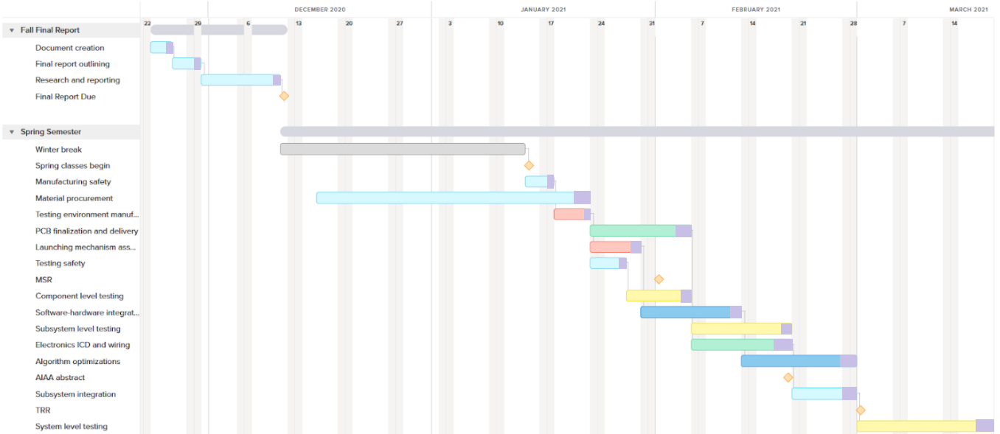 DECEMBER 2020 JANUARY 2021 FEBRUARY 2021 MARCH 2021
22 29 6 13 20 27 3 10 17 24 31 7 14 21 28 7 14
Fall Final Report
Document creation
Final report outlining
Research and reporting
Final Report Due
Spring Semester
Winter break
Spring classes begin
Manufacturing safety
Material procurement
Testing environment manuf...
PCB finalization and delivery
Launching mechanism ass...
Testing safety
MSR
Component level testing
Software-hardware integrat...
Subsystem level testing
Electronics ICD and wiring
Algorithm optimizations
AIAA abstract
Subsystem integration
TRR
System level testing